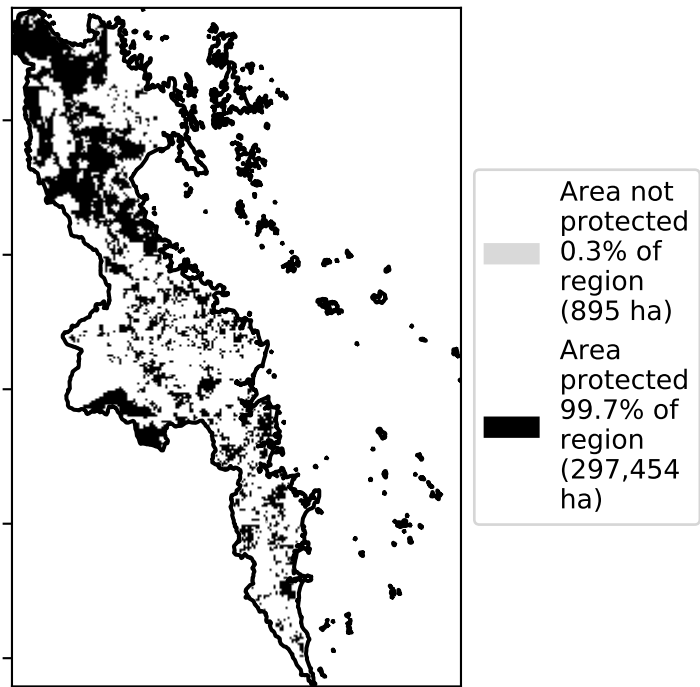 Area not
protected
0.3% of
region
(895 ha)
Area
protected
99.7% of
region
(297,454
ha)